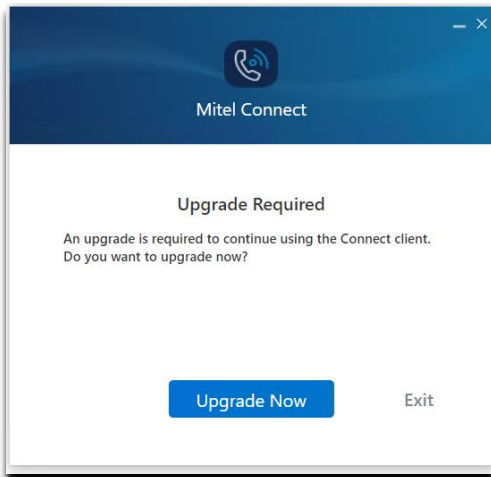 Mitel Connect
Upgrade Required
An upgrade is required to continue using the Connect client.
Do you want to upgrade now?
Upgrade Now
Exit